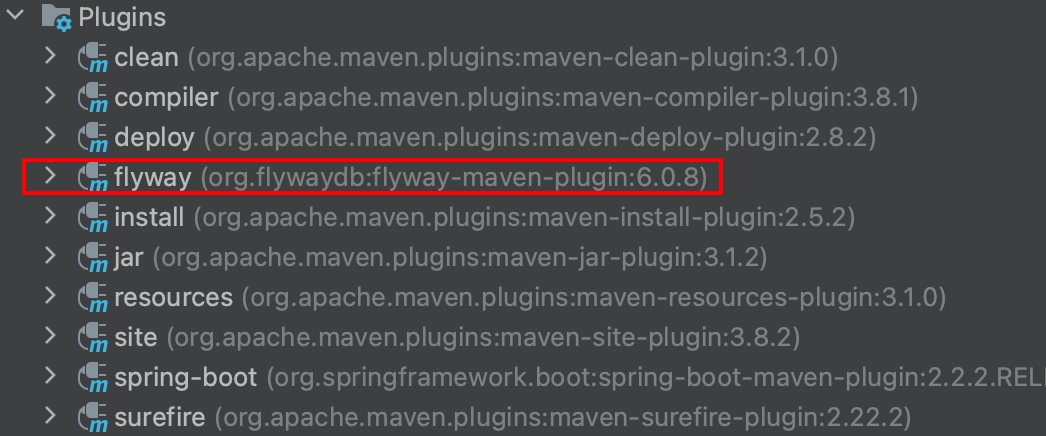 Plugins
clean (org.apache.maven.plugins:maven-clean-plugin:3.1.0)
compiler (org.apache.maven.plugins:maven-compiler-plugin:3.8.1)
deploy (org.apache.maven.plugins:maven-deploy-plugin:2.8.2)
flyway (org.flywaydb:flyway-maven-plugin:6.0.8)
install (org.apache.maven.plugins:maven-install-plugin:2.5.2)
jar (org.apache.maven.plugins:maven-jar-plugin:3.1.2)
resources (org.apache.maven.plugins:maven-resources-plugin:3.1.0)
site (org.apache.maven.plugins:maven-site-plugin:3.8.2)
spring-boot (org.springframework.boot:spring-boot-maven-plugin:2.2.2.REL
surefire (org.apache.maven.plugins:maven-surefire-plugin:2.22.2)